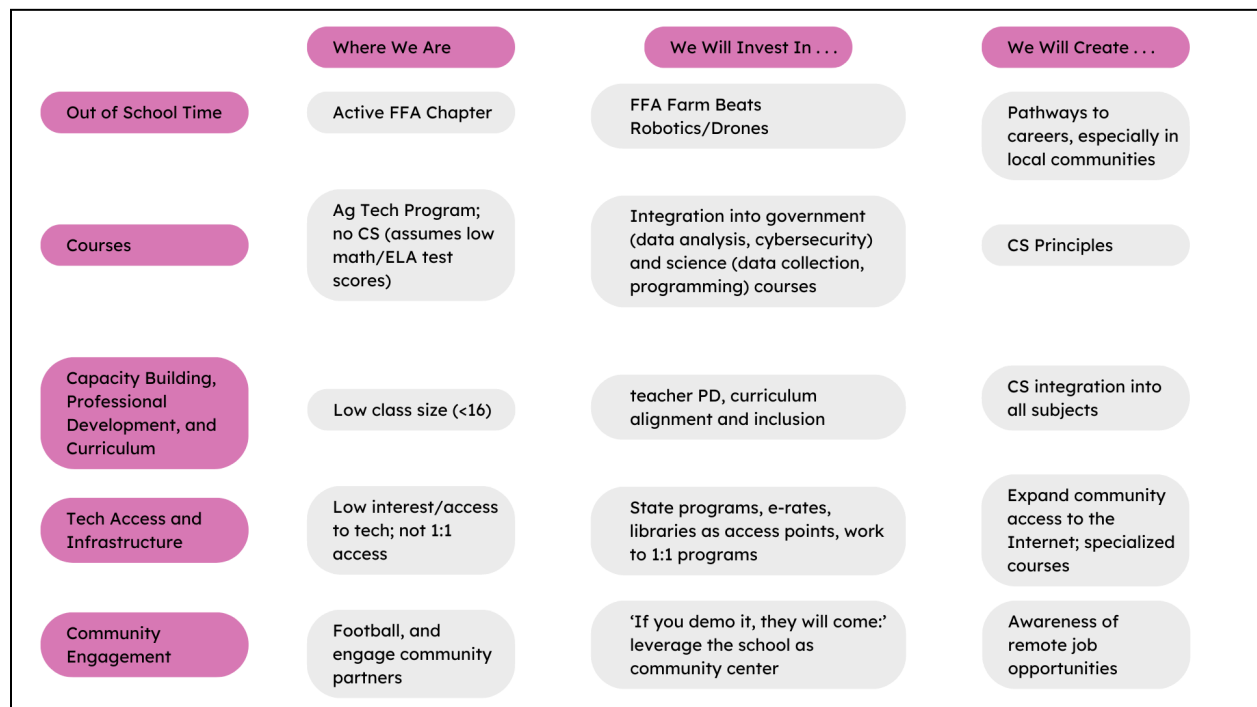 Where We Are
We Will Invest In . . .
We Will Create . . .
Out of School Time
Active FFA Chapter
FFA Farm Beats
Robotics/Drones
Pathways to
careers, especially in
local communities
Courses
Ag Tech Program;
no CS (assumes low
math/ELA test
scores)
Integration into government
(data analysis, cybersecurity)
and science (data collection,
programming) courses
CS Principles
Capacity Building,
Professional
Development, and
Curriculum
Low class size (<16)
teacher PD, curriculum
alignment and inclusion
CS integration into
all subjects
Tech Access and
Infrastructure
Low interest/access
to tech; not 1:1
access
State programs, e-rates,
libraries as access points, work
to 1:1 programs
Expand community
access to the
Internet; specialized
courses
Community
Engagement
Football, and
engage community
partners
‘If you demo it, they will come:’
leverage the school as
community center
Awareness of
remote job
opportunities